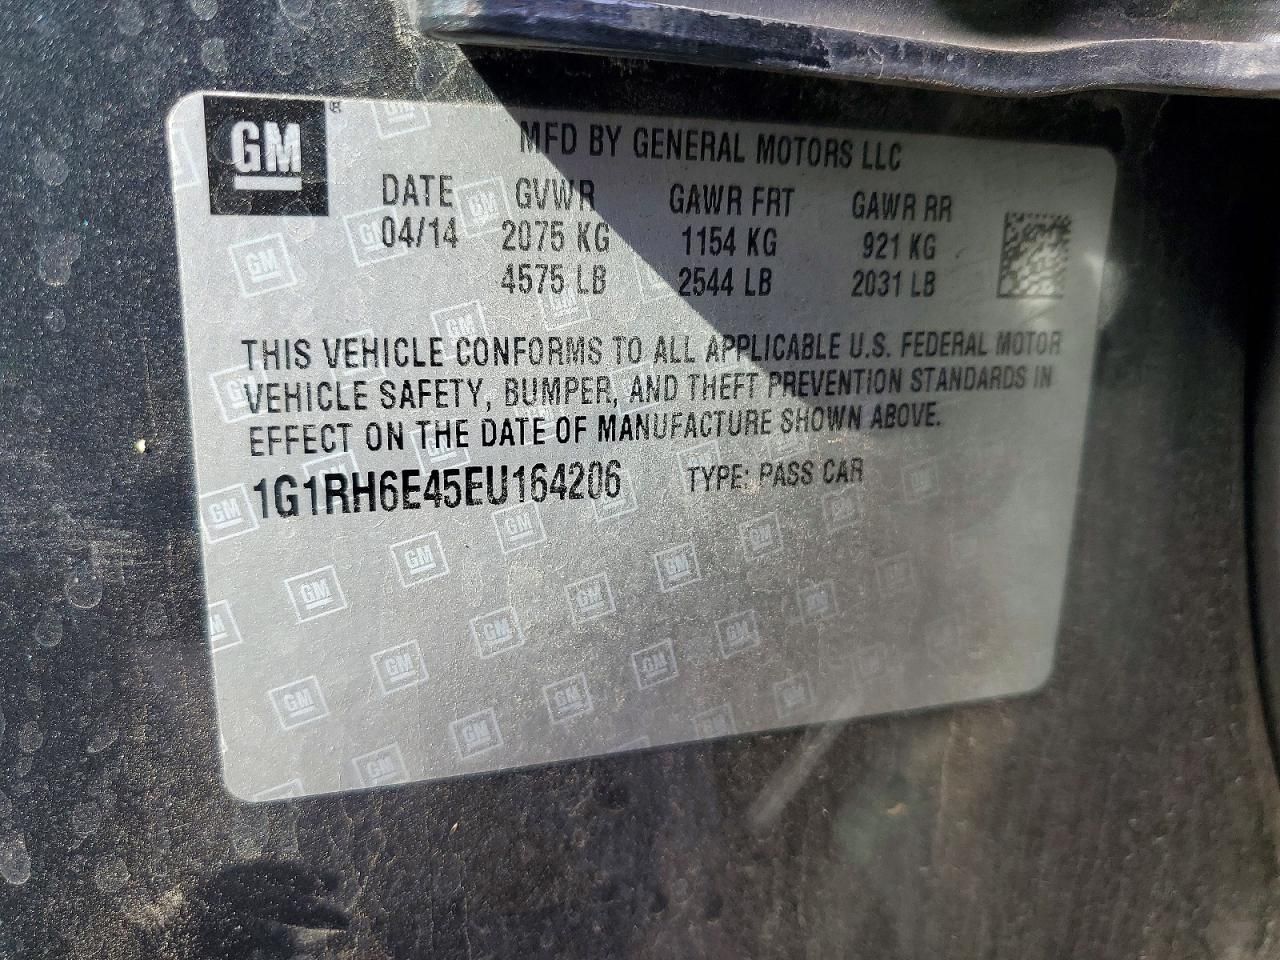 GM ®
MFD BY GENERAL MOTORS LLC
DATE GVWR GAWR FRT GAWR RR
04/14 2075 KG 1154 KG 921 KG
4575 LB 2544 LB 2031 LB
THIS VEHICLE CONFORMS TO ALL APPLICABLE U.S. FEDERAL MOTOR
VEHICLE SAFETY, BUMPER, AND THEFT PREVENTION STANDARDS IN
EFFECT ON THE DATE OF MANUFACTURE SHOWN ABOVE.
1G1RH6E45EU164206 TYPE: PASS CAR